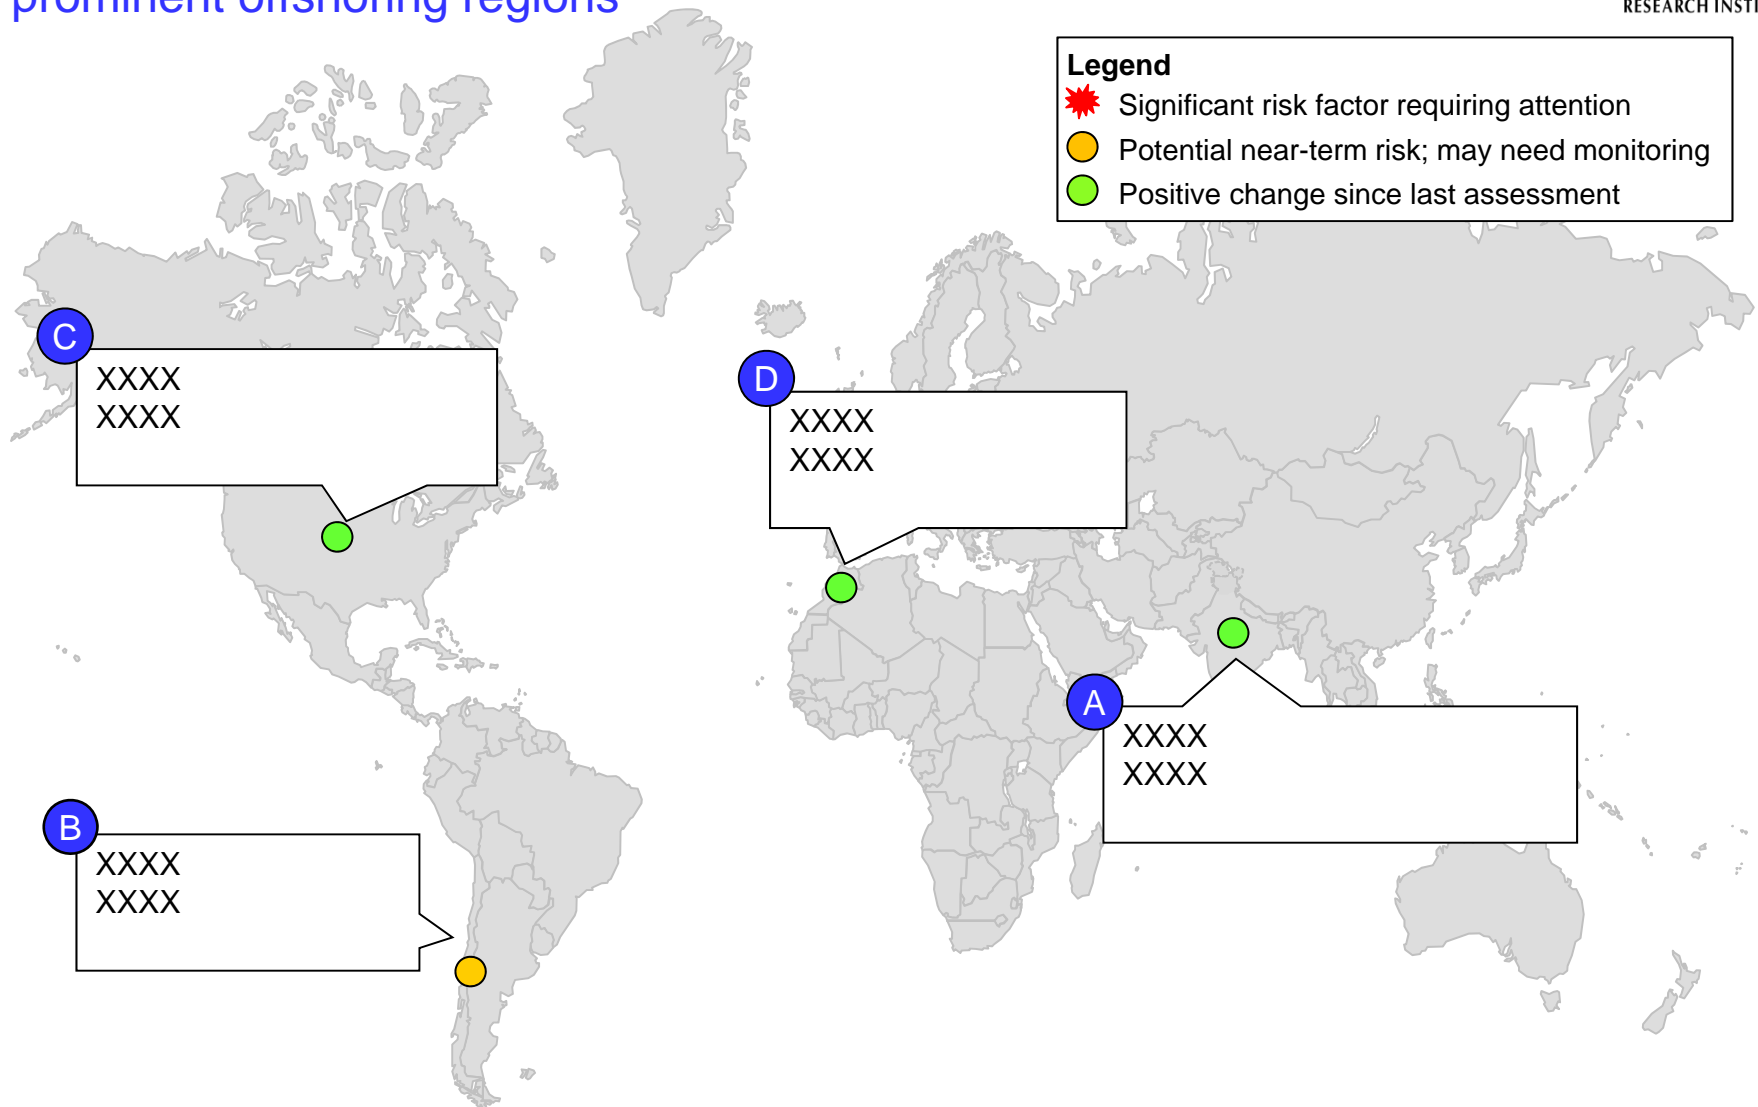 prominent offshoring regions
RESEARCH INSTI
Legend
Significant risk factor requiring attention
Potential near-term risk; may need monitoring
Positive change since last assessment
C
XXXX
XXXX
D
XXXX
XXXX
A
XXXX
XXXX
B
XXXX
XXXX